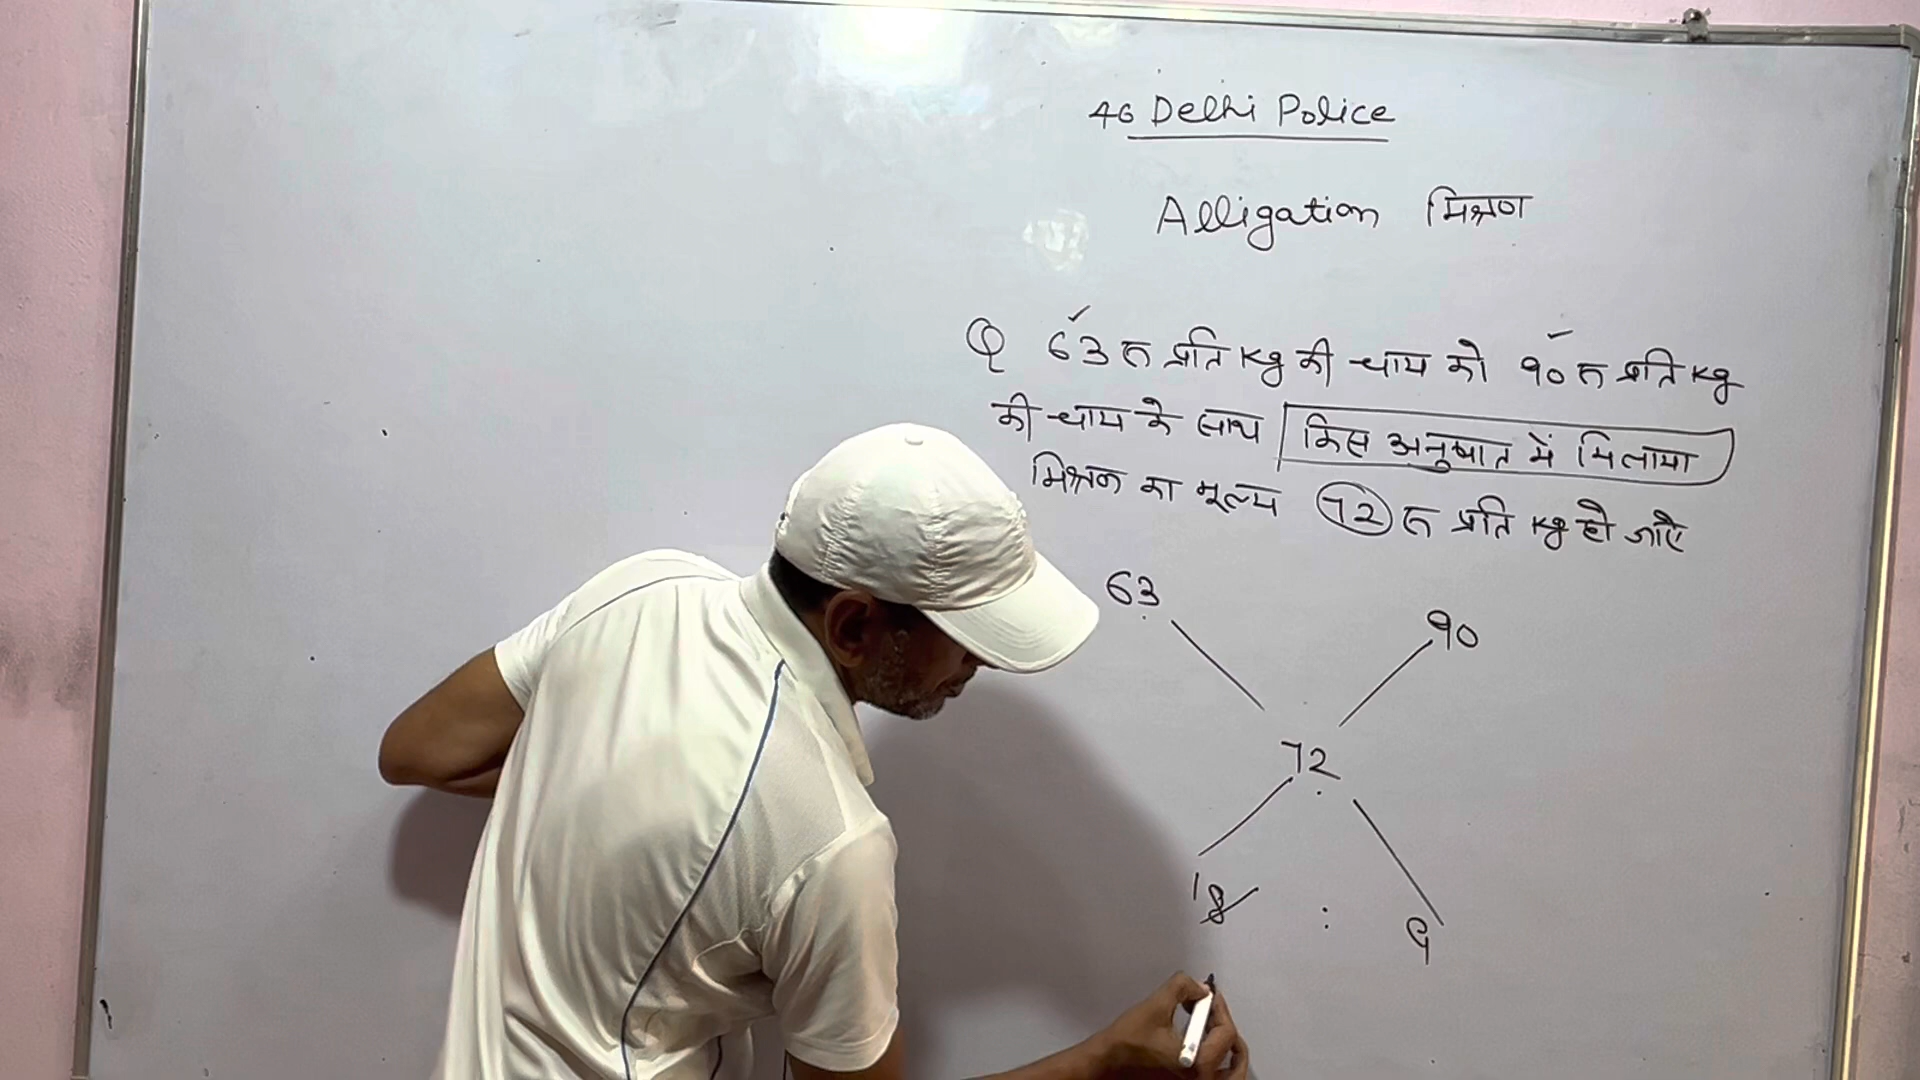 46 Delhi Police
Alligation मिश्रण
Q 63 रु प्रति kg की चाय को 90 रु प्रति kg
की चाय के साथ किस अनुपात में मिलाया
मिश्रण का मूल्य 72 रु प्रति kg हो जाए
63 90
72
18 : 9